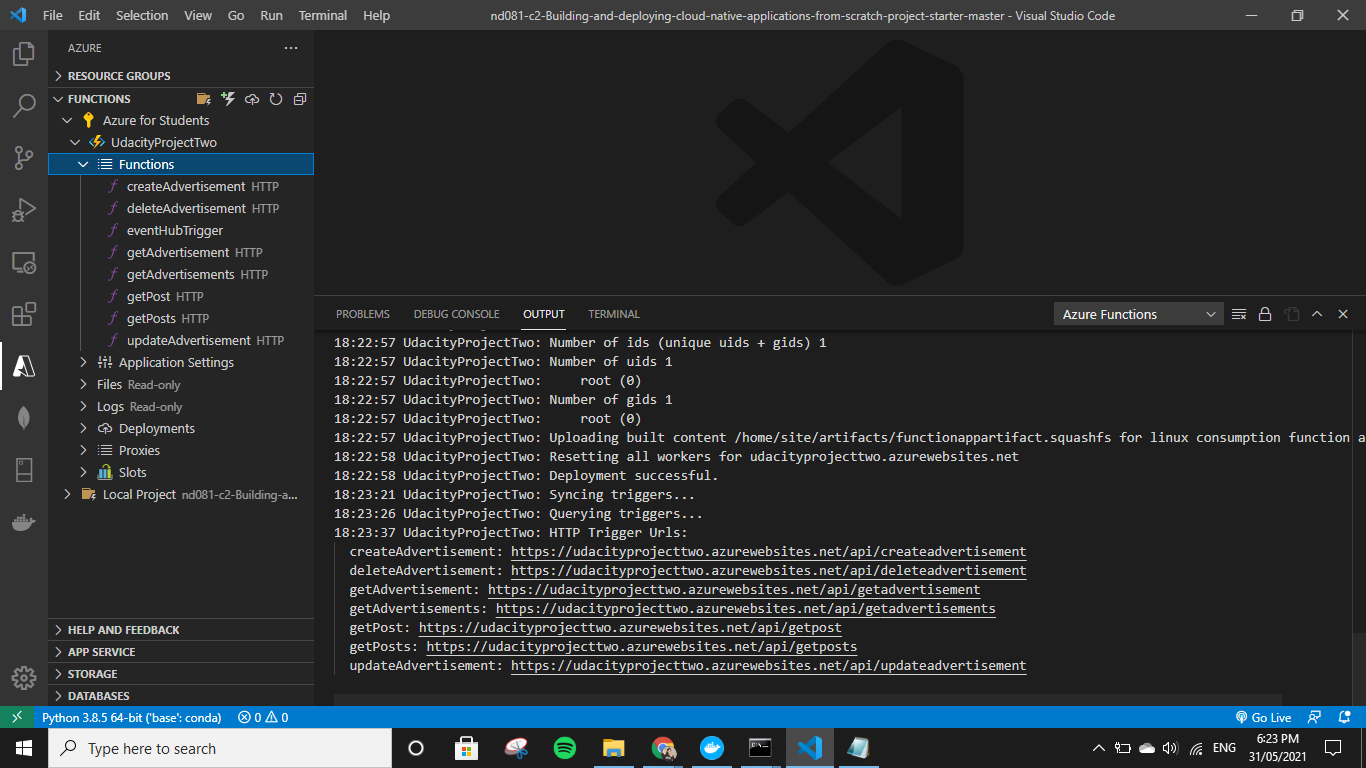 File Edit Selection View Go Run Terminal Help
nd081-c2-Building-and-deploying-cloud-native-applications-from-scratch-project-starter-master - Visual Studio Code
AZURE
RESOURCE GROUPS
FUNCTIONS
Azure for Students
UdacityProjectTwo
Functions
createAdvertisement HTTP
deleteAdvertisement HTTP
eventHubTrigger
getAdvertisement HTTP
getAdvertisements HTTP
getPost HTTP
getPosts HTTP
updateAdvertisement HTTP
Application Settings
Files Read-only
Logs Read-only
Deployments
Proxies
Slots
Local Project nd081-c2-Building-a...
HELP AND FEEDBACK
APP SERVICE
STORAGE
DATABASES
PROBLEMS DEBUG CONSOLE OUTPUT TERMINAL
Azure Functions
18:22:57 UdacityProjectTwo: Number of ids (unique uids + gids) 1
18:22:57 UdacityProjectTwo: Number of uids 1
18:22:57 UdacityProjectTwo: root (0)
18:22:57 UdacityProjectTwo: Number of gids 1
18:22:57 UdacityProjectTwo: root (0)
18:22:57 UdacityProjectTwo: Uploading built content /home/site/artifacts/functionappartifact.squashfs for linux consumption function a
18:22:58 UdacityProjectTwo: Resetting all workers for udacityprojecttwo.azurewebsites.net
18:22:58 UdacityProjectTwo: Deployment successful.
18:23:21 UdacityProjectTwo: Syncing triggers...
18:23:26 UdacityProjectTwo: Querying triggers...
18:23:37 UdacityProjectTwo: HTTP Trigger Urls:
createAdvertisement: https://udacityprojecttwo.azurewebsites.net/api/createadvertisement
deleteAdvertisement: https://udacityprojecttwo.azurewebsites.net/api/deleteadvertisement
getAdvertisement: https://udacityprojecttwo.azurewebsites.net/api/getadvertisement
getAdvertisements: https://udacityprojecttwo.azurewebsites.net/api/getadvertisements
getPost: https://udacityprojecttwo.azurewebsites.net/api/getpost
getPosts: https://udacityprojecttwo.azurewebsites.net/api/getposts
updateAdvertisement: https://udacityprojecttwo.azurewebsites.net/api/updateadvertisement
Python 3.8.5 64-bit ('base': conda) 0 0
Go Live
Type here to search
ENG
6:23 PM
31/05/2021